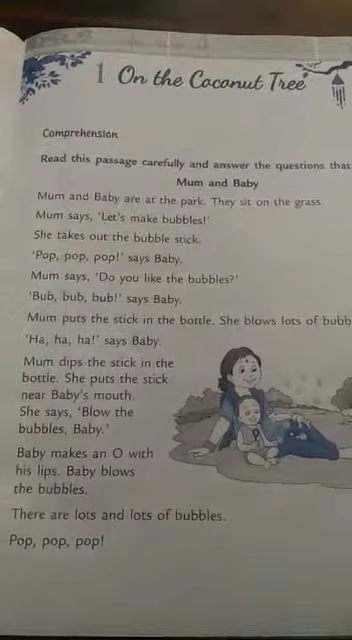 1 On the Coconut Tree
Comprehension
Read this passage carefully and answer the questions that
Mum and Baby
Mum and Baby are at the park. They sit on the grass.
Mum says, 'Let's make bubbles!'
She takes out the bubble stick.
'Pop, pop, pop!' says Baby.
Mum says, 'Do you like the bubbles?'
'Bub, bub, bub!' says Baby.
Mum puts the stick in the bottle. She blows lots of bubb
'Ha, ha, ha!' says Baby.
Mum dips the stick in the
bottle. She puts the stick
near Baby's mouth.
She says, 'Blow the
bubbles, Baby.'
Baby makes an O with
his lips. Baby blows
the bubbles.
There are lots and lots of bubbles.
Pop, pop, pop!